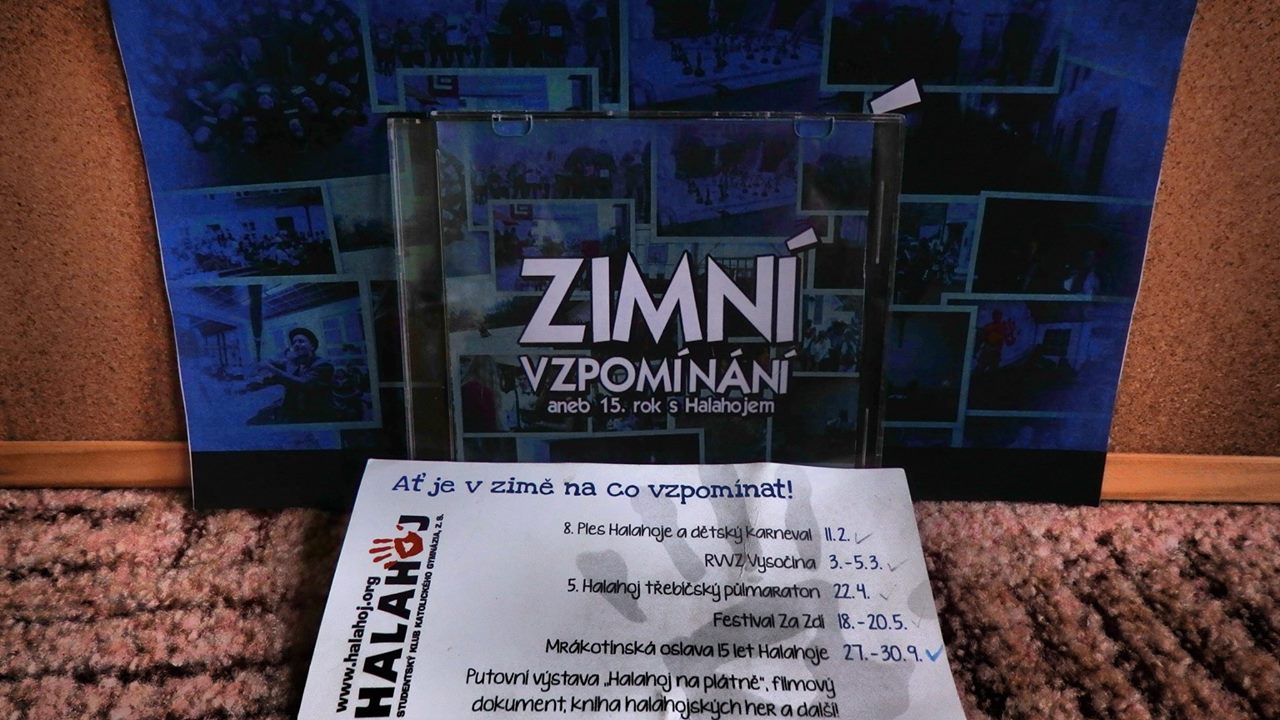 ZIMNÍ
VZPOMÍNÁNÍ
aneb 15. rok s Halahojem
Ať je v zimě na co vzpomínat!
www.halahoj.org
HALAHOJ
STUDENTSKÝ KLUB KATOLICKÉHO GYMNÁZIA, Z. S.
8. Ples Halahoje a dětský karneval 11.2.
RWZ Vysočina 3.-5.3.
5. Halahoj třebíčský půlmaraton 22.4.
Festival Za Zdí 18.-20.5.
Mrákotínská oslava 15 let Halahoje 27.-30.9.
Putovní výstava „Halahoj na plátně“, filmový
dokument, kniha halahojských her a další!